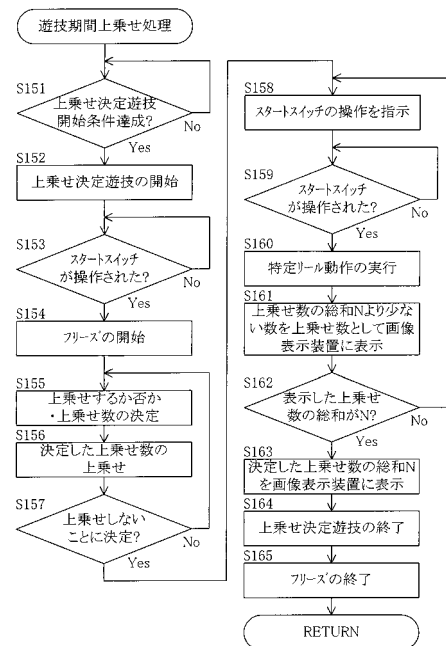 遊技期間上乗せ処理
S151
上乗せ決定遊技
開始条件達成?
No
Yes
S152
上乗せ決定遊技の開始
S153
スタートスイッチ
が操作された?
No
Yes
S154
フリーズの開始
S155
上乗せするか否か
・上乗せ数の決定
S156
決定した上乗せ数の
上乗せ
S157
上乗せしない
ことに決定?
No
Yes
S158
スタートスイッチの操作を指示
S159
スタートスイッチ
が操作された?
No
Yes
S160
特定リール動作の実行
S161
上乗せ数の総和Nより少な
い数を上乗せ数として画像
表示装置に表示
S162
表示した上乗せ
数の総和がN?
No
Yes
S163
決定した上乗せ数の総和N
を画像表示装置に表示
S164
上乗せ決定遊技の終了
S165
フリーズの終了
RETURN